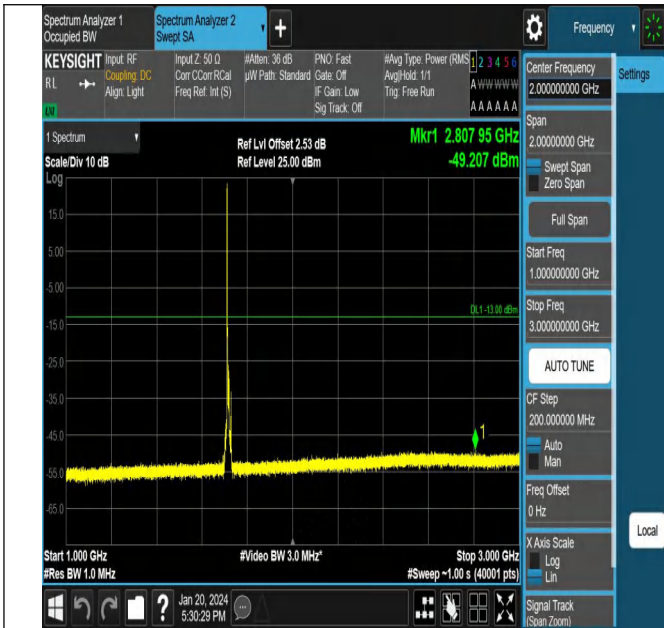 Spectrum Analyzer 1
Occupied BW
Spectrum Analyzer 2
Swept SA
Frequency
KEYSIGHT
RL
LXI
Input: RF
Coupling: DC
Align: Light
Input Z: 50 Ω
Corr CCorr RCal
Freq Ref: Int (S)
#Atten: 36 dB
µW Path: Standard
PNO: Fast
Gate: Off
IF Gain: Low
Sig Track: Off
#Avg Type: Power (RMS
Avg|Hold: 1/1
Trig: Free Run
1 2 3 4 5 6
A W W W W W
A A A A A A
1 Spectrum
Scale/Div 10 dB
Log
Ref Lvl Offset 2.53 dB
Ref Level 25.00 dBm
Mkr1 2.807 95 GHz
-49.207 dBm
15.0
5.00
-5.00
DL1 -13.00 dBm
-15.0
-25.0
-35.0
-45.0
1
-55.0
-65.0
Start 1.000 GHz
#Video BW 3.0 MHz*
Stop 3.000 GHz
#Res BW 1.0 MHz
#Sweep ~1.00 s (40001 pts)
Jan 20, 2024
5:30:29 PM
Center Frequency
2.000000000 GHz
Settings
Span
2.00000000 GHz
Swept Span
Zero Span
Full Span
Start Freq
1.000000000 GHz
Stop Freq
3.000000000 GHz
AUTO TUNE
CF Step
200.000000 MHz
Auto
Man
Freq Offset
0 Hz
Local
X Axis Scale
Log
Lin
Signal Track
(Span Zoom)